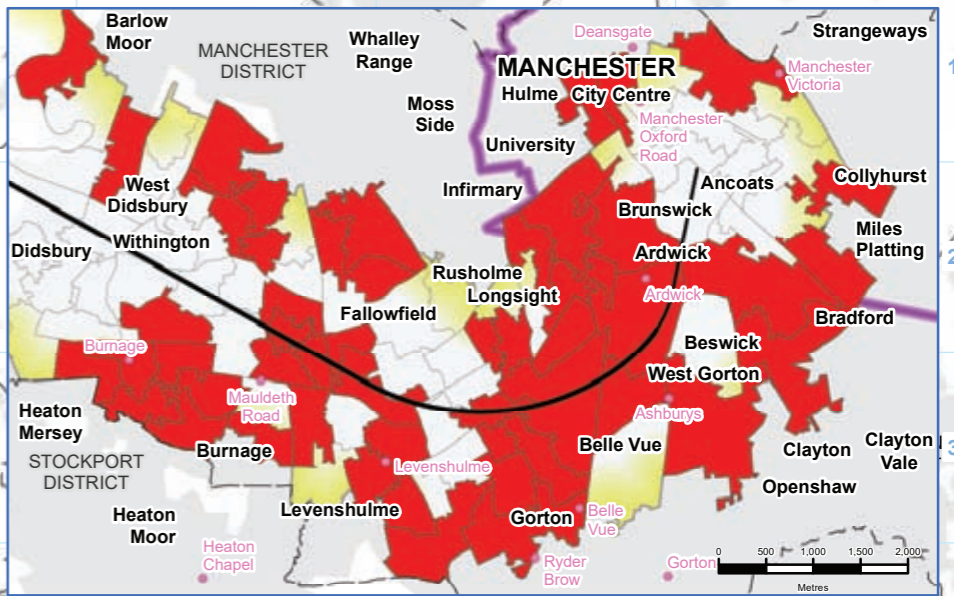 Barlow
Moor
MANCHESTER
DISTRICT
Whalley
Range
Deansgate
Strangeways
MANCHESTER
Hulme
City Centre
Manchester
Victoria
1
Moss
Side
Manchester
Oxford
Road
University
Infirmary
Ancoats
Collyhurst
West
Didsbury
Brunswick
Miles
Platting
Didsbury
Withington
Ardwick
2
Rusholme
Longsight
Ardwick
Fallowfield
Bradford
Burnage
Beswick
West Gorton
Mauldeth
Road
Ashburys
Heaton
Mersey
Burnage
Belle Vue
Clayton
Clayton
Vale
3
STOCKPORT
DISTRICT
Levenshulme
Openshaw
Levenshulme
Gorton
Belle
Vue
Heaton
Moor
Heaton
Chapel
Ryder
Brow
Gorton
0 500 1,000 1,500 2,000
Metres